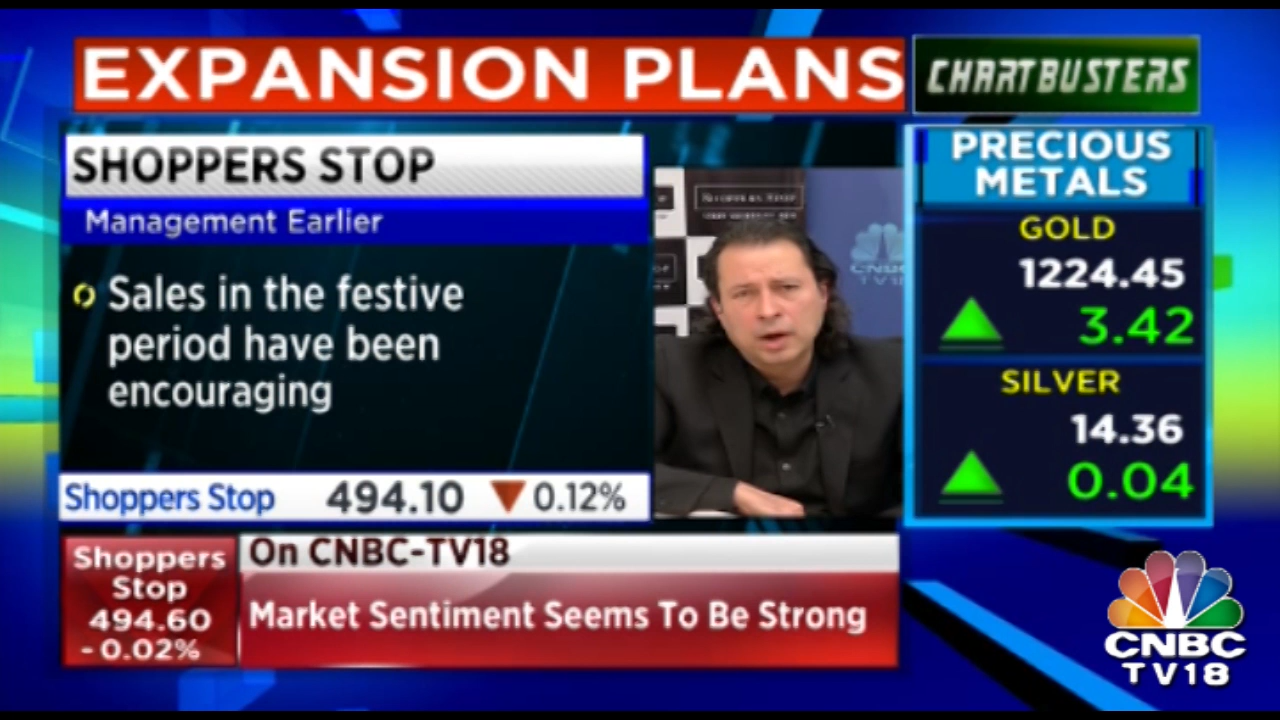 EXPANSION PLANS
CHARTBUSTERS
SHOPPERS STOP
Management Earlier
Sales in the festive
period have been
encouraging
Shoppers Stop 494.10 0.12%
PRECIOUS
METALS
GOLD
1224.45
3.42
SILVER
14.36
0.04
CNBC
TV18
Shoppers
Stop
494.60
-0.02%
On CNBC-TV18
Market Sentiment Seems To Be Strong
CNBC
TV18